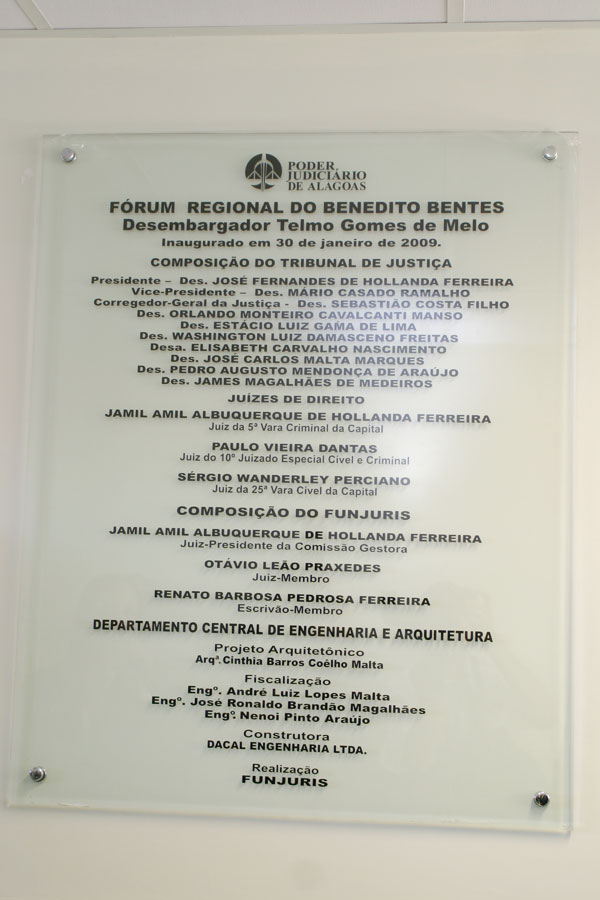 PODER
JUDICIÁRIO
DE ALAGOAS
FÓRUM REGIONAL DO BENEDITO BENTES
Desembargador Telmo Gomes de Melo
Inaugurado em 30 de janeiro de 2009.
COMPOSIÇÃO DO TRIBUNAL DE JUSTIÇA
Presidente – Des. JOSÉ FERNANDES DE HOLLANDA FERREIRA
Vice-Presidente – Des. MÁRIO CASADO RAMALHO
Corregedor-Geral da Justiça - Des. SEBASTIÃO COSTA FILHO
Des. ORLANDO MONTEIRO CAVALCANTI MANSO
Des. ESTÁCIO LUIZ GAMA DE LIMA
Des. WASHINGTON LUIZ DAMASCENO FREITAS
Desa. ELISABETH CARVALHO NASCIMENTO
Des. JOSÉ CARLOS MALTA MARQUES
Des. PEDRO AUGUSTO MENDONÇA DE ARAÚJO
Des. JAMES MAGALHÃES DE MEDEIROS
JUÍZES DE DIREITO
JAMIL AMIL ALBUQUERQUE DE HOLLANDA FERREIRA
Juiz da 5ª Vara Criminal da Capital
PAULO VIEIRA DANTAS
Juiz do 10º Juizado Especial Cível e Criminal
SÉRGIO WANDERLEY PERCIANO
Juiz da 25ª Vara Cível da Capital
COMPOSIÇÃO DO FUNJURIS
JAMIL AMIL ALBUQUERQUE DE HOLLANDA FERREIRA
Juiz-Presidente da Comissão Gestora
OTÁVIO LEÃO PRAXEDES
Juiz-Membro
RENATO BARBOSA PEDROSA FERREIRA
Escrivão-Membro
DEPARTAMENTO CENTRAL DE ENGENHARIA E ARQUITETURA
Projeto Arquitetônico
Arqª. Cinthia Barros Coêlho Malta
Fiscalização
Engº. André Luiz Lopes Malta
Engº. José Ronaldo Brandão Magalhães
Engº. Nenoi Pinto Araújo
Construtora
DACAL ENGENHARIA LTDA.
Realização
FUNJURIS